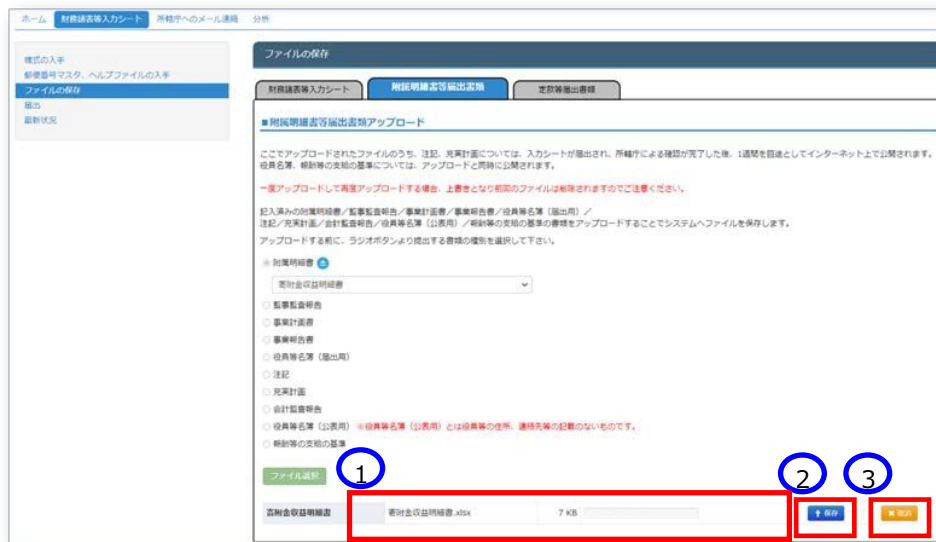 ホーム 財務諸表等入力シート 所轄庁へのメール連絡 分析
様式の入手
郵便番号マスタ、ヘルプファイルの入手
ファイルの保存
届出
最新状況
ファイルの保存
財務諸表等入力シート 附属明細書等届出書類 定款等届出書類
■附属明細書等届出書類アップロード
ここでアップロードされたファイルのうち、注記、充実計画については、入力シートが届出され、所轄庁による確認が完了した後、1週間を目途としてインターネット上で公開されます。
役員名簿、報酬等の支給の基準については、アップロードと同時に公開されます。
一度アップロードして再度アップロードする場合、上書きとなり前回のファイルは削除されますのでご注意ください。
記入済みの附属明細書／監事監査報告／事業計画書／事業報告書／役員等名簿（届出用）／
注記／充実計画／会計監査報告／役員等名簿（公表用）／報酬等の支給の基準の書類をアップロードすることでシステムへファイルを保存します。
アップロードする前に、ラジオボタンより提出する書類の種別を選択して下さい。
附属明細書
寄附金収益明細書
監事監査報告
事業計画書
事業報告書
役員等名簿（届出用）
注記
充実計画
会計監査報告
役員等名簿（公表用） ※役員等名簿（公表用）とは役員等の住所、連絡先等の記載のないものです。
報酬等の支給の基準
ファイル選択 1 2 3
寄附金収益明細書 寄附金収益明細書.xlsx 7 KB 保存 取消